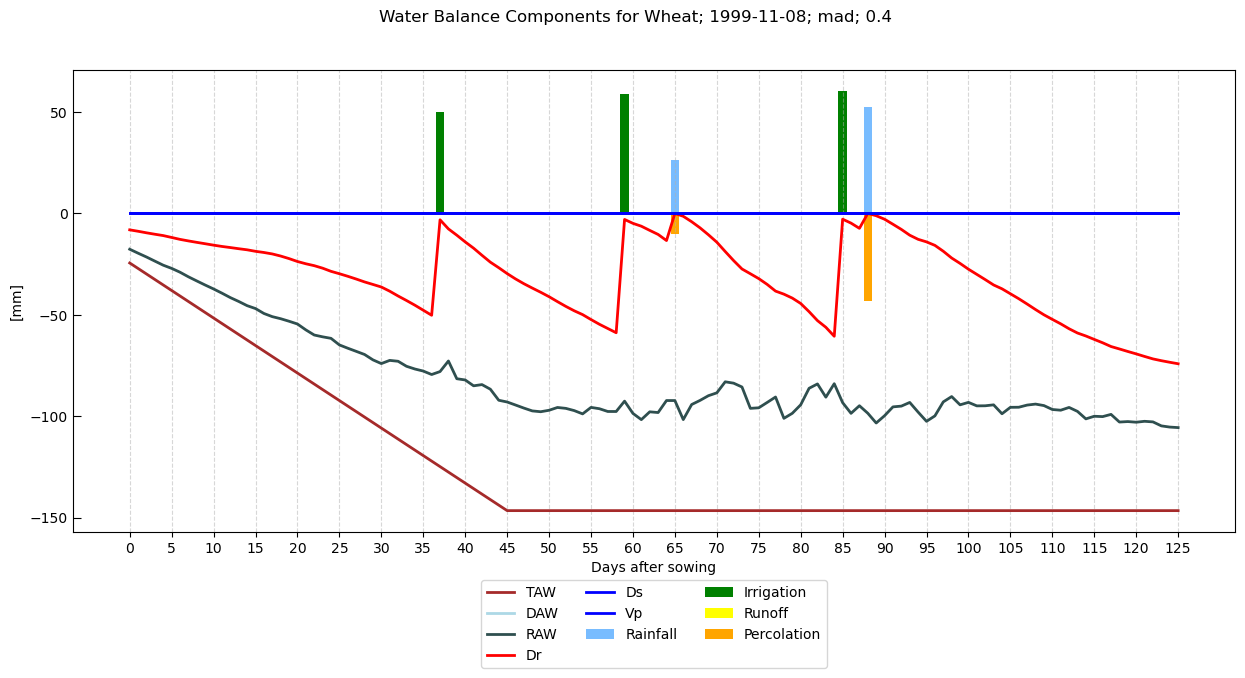 Water Balance Components for Wheat; 1999-11-08; mad; 0.4
50
0
−50
−100
−150
[mm]
0 5 10 15 20 25 30 35 40 45 50 55 60 65 70 75 80 85 90 95 100 105 110 115 120 125
Days after sowing
TAW Ds Irrigation
DAW Vp Runoff
RAW Rainfall Percolation
Dr